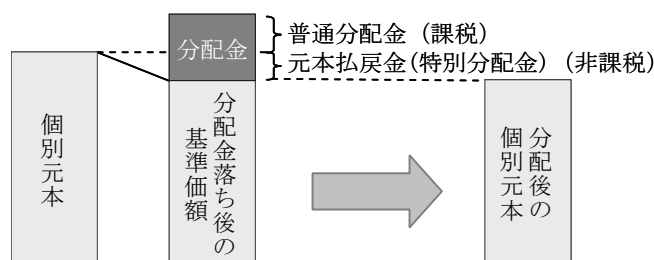 普通分配金（課税）
分配金
元本払戻金（特別分配金）（非課税）
個別元本
分配金落ち後の
基準価額
分配後の
個別元本